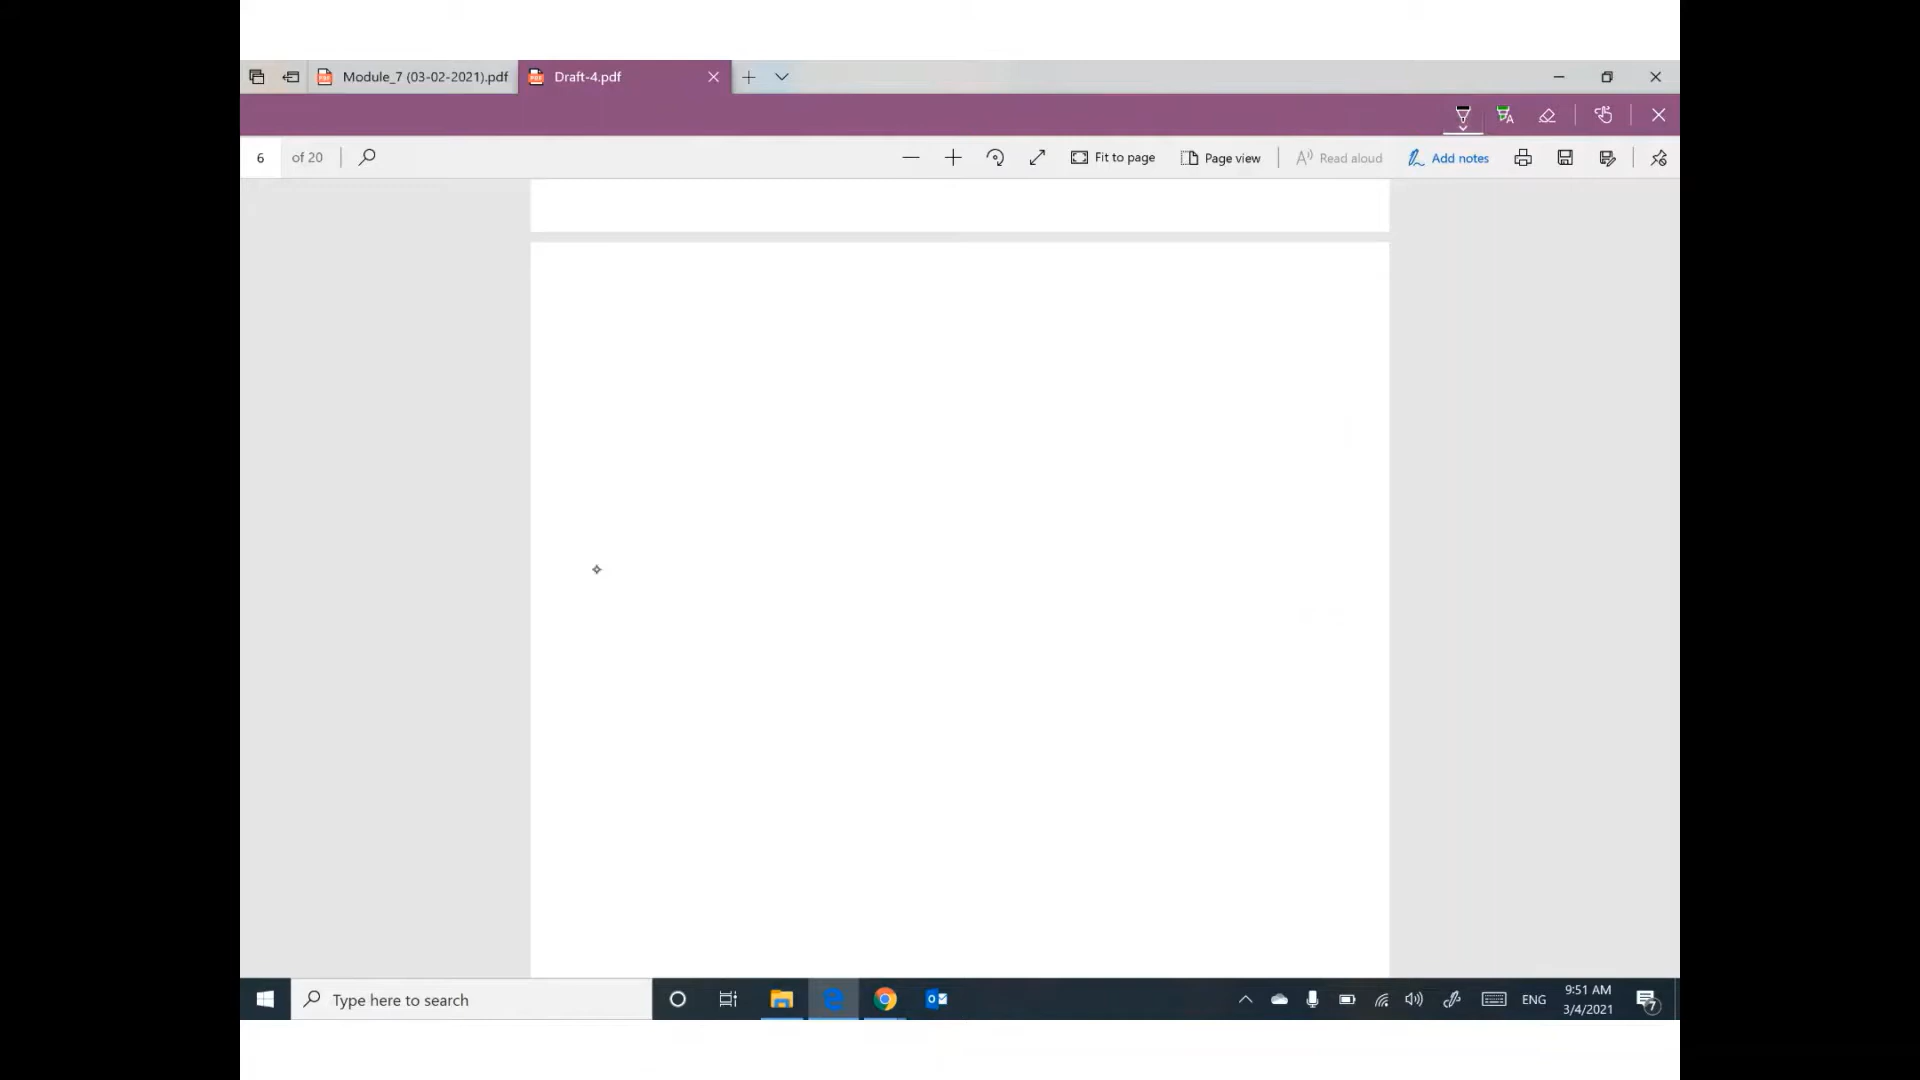 Module_7 (03-02-2021).pdf
Draft-4.pdf
6 of 20
Fit to page
Page view
Read aloud
Add notes
Type here to search
ENG
9:51 AM
3/4/2021
7